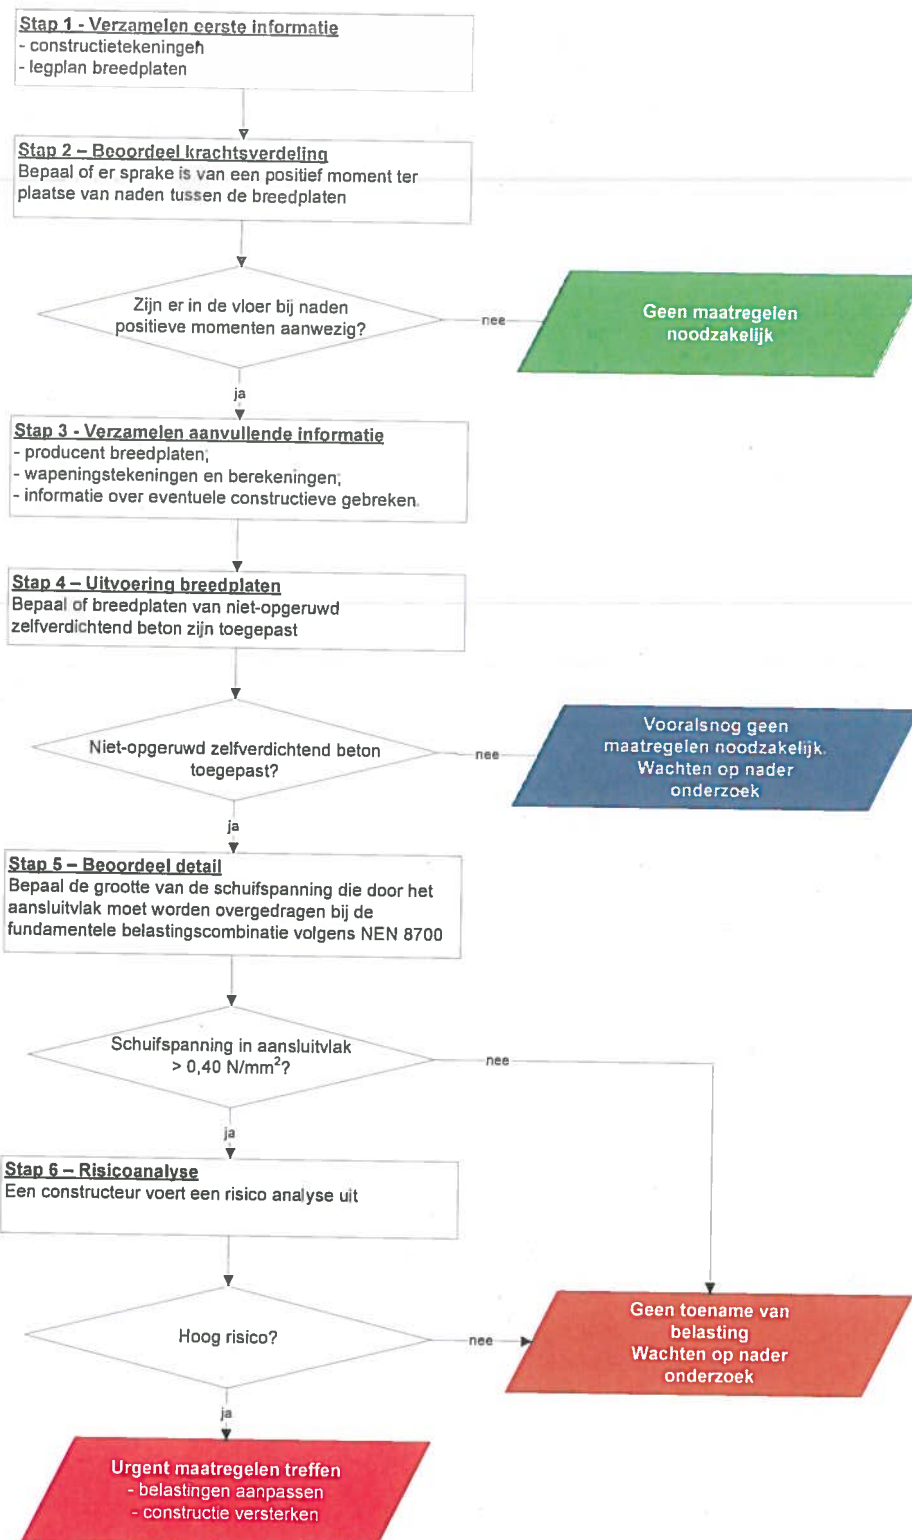 Stap 1 - Verzamelen eerste informatie
- constructietekeningen
- legplan breedplaten
Stap 2 – Beoordeel krachtsverdeling
Bepaal of er sprake is van een positief moment ter
plaatse van naden tussen de breedplaten
Zijn er in de vloer bij naden
positieve momenten aanwezig?
nee
Geen maatregelen
noodzakelijk
ja
Stap 3 - Verzamelen aanvullende informatie
- producent breedplaten;
- wapeningstekeningen en berekeningen;
- informatie over eventuele constructieve gebreken.
Stap 4 – Uitvoering breedplaten
Bepaal of breedplaten van niet-opgeruwd
zelfverdichtend beton zijn toegepast
Niet-opgeruwd zelfverdichtend beton
toegepast?
nee
Vooralsnog geen
maatregelen noodzakelijk.
Wachten op nader
onderzoek
ja
Stap 5 – Beoordeel detail
Bepaal de grootte van de schuifspanning die door het
aansluitvlak moet worden overgedragen bij de
fundamentele belastingscombinatie volgens NEN 8700
Schuifspanning in aansluitvlak
> 0,40 N/mm²?
nee
ja
Stap 6 – Risicoanalyse
Een constructeur voert een risico analyse uit
Hoog risico?
nee
Geen toename van
belasting
Wachten op nader
onderzoek
ja
Urgent maatregelen treffen
- belastingen aanpassen
- constructie versterken